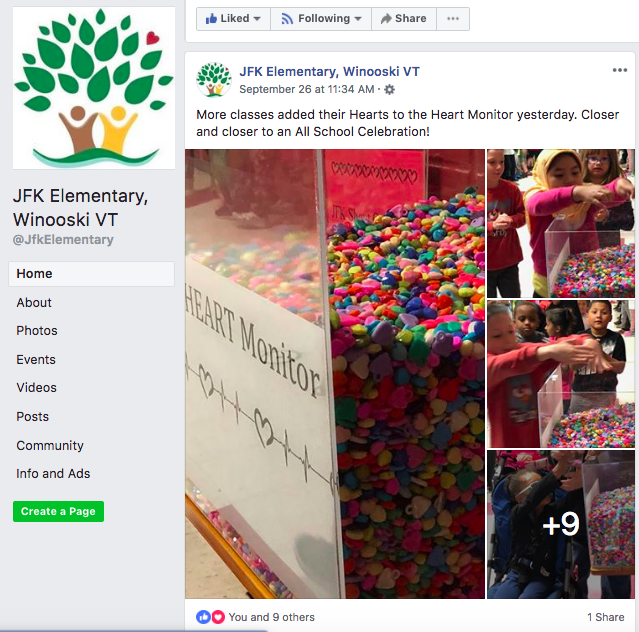 Liked
Following
Share
JFK Elementary, Winooski VT
September 26 at 11:34 AM
More classes added their Hearts to the Heart Monitor yesterday. Closer
and closer to an All School Celebration!
HEART Monitor
+9
You and 9 others
1 Share
JFK Elementary,
Winooski VT
@JfkElementary
Home
About
Photos
Events
Videos
Posts
Community
Info and Ads
Create a Page